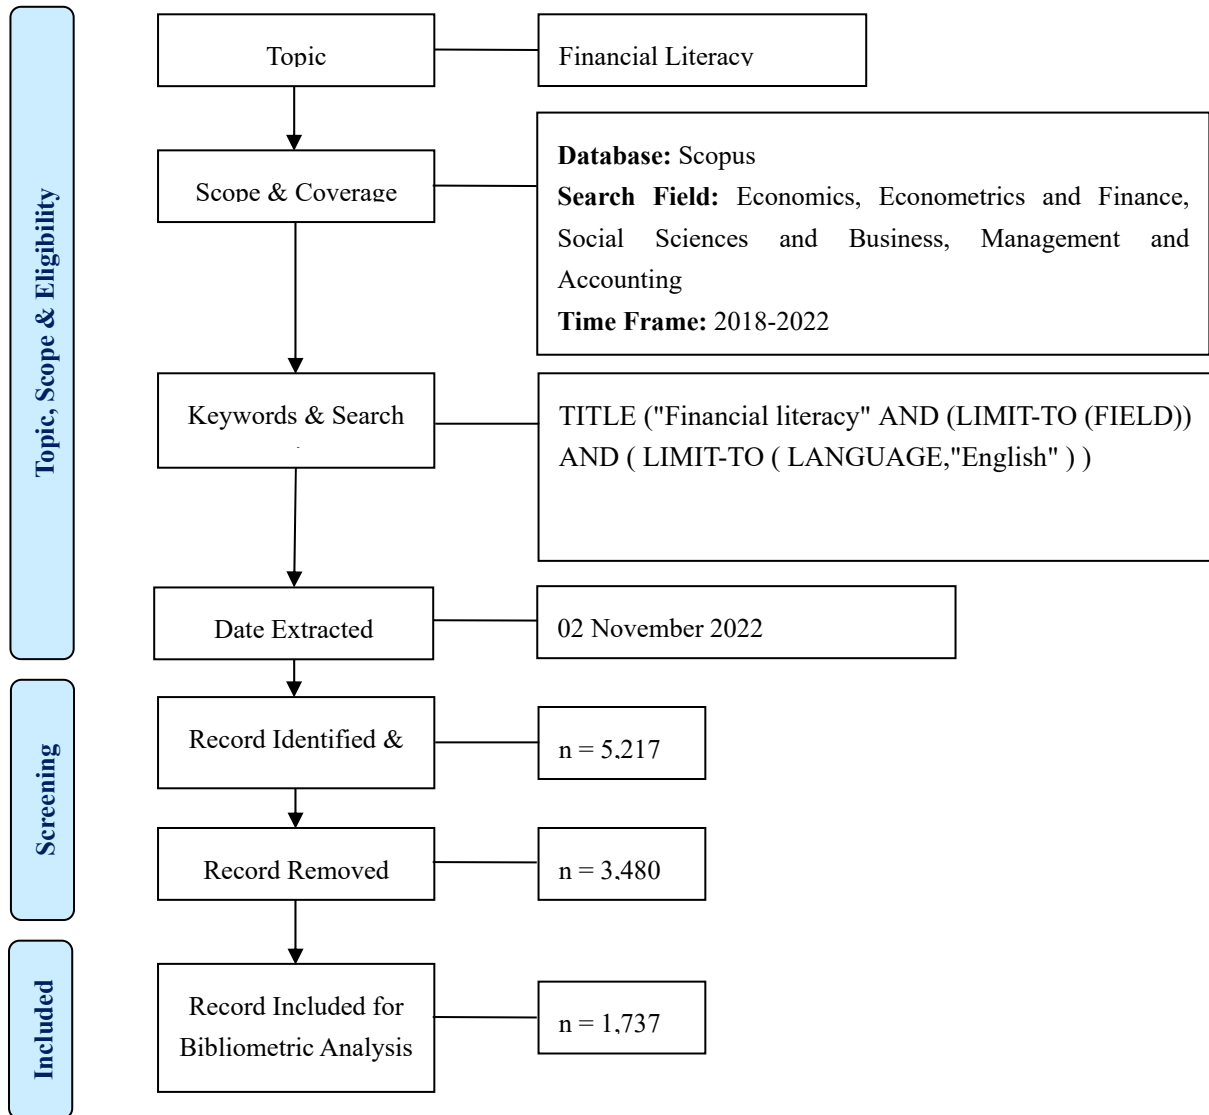 Topic, Scope & Eligibility
Topic
Financial Literacy
Scope & Coverage
Database: Scopus
Search Field: Economics, Econometrics and Finance,
Social Sciences and Business, Management and
Accounting
Time Frame: 2018-2022
Keywords & Search
TITLE ("Financial literacy" AND (LIMIT-TO (FIELD))
AND ( LIMIT-TO ( LANGUAGE,"English" ) )
Date Extracted
02 November 2022
Screening
Record Identified &
n = 5,217
Record Removed
n = 3,480
Included
Record Included for
Bibliometric Analysis
n = 1,737